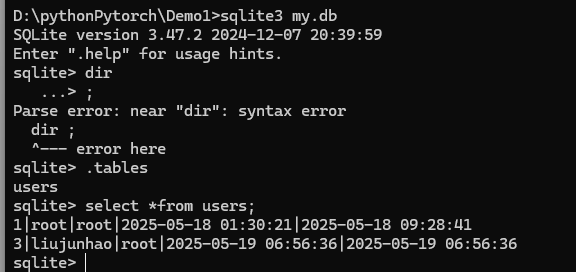 D:\pythonPytorch\Demo1>sqlite3 my.db
SQLite version 3.47.2 2024-12-07 20:39:59
Enter ".help" for usage hints.
sqlite> dir
   ...> ;
Parse error: near "dir": syntax error
  dir ;
  ^--- error here
sqlite> .tables
users
sqlite> select *from users;
1|root|root|2025-05-18 01:30:21|2025-05-18 09:28:41
3|liujunhao|root|2025-05-19 06:56:36|2025-05-19 06:56:36
sqlite>